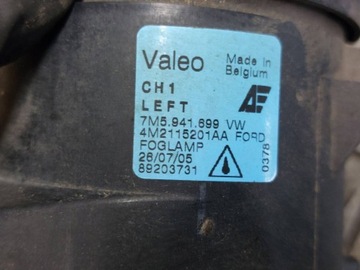 Valeo Made in
Belgium
CH1
LEFT
7M5.941.699 VW
4M2115201AA FORD
FOGLAMP
26/07/05
89203731
0378